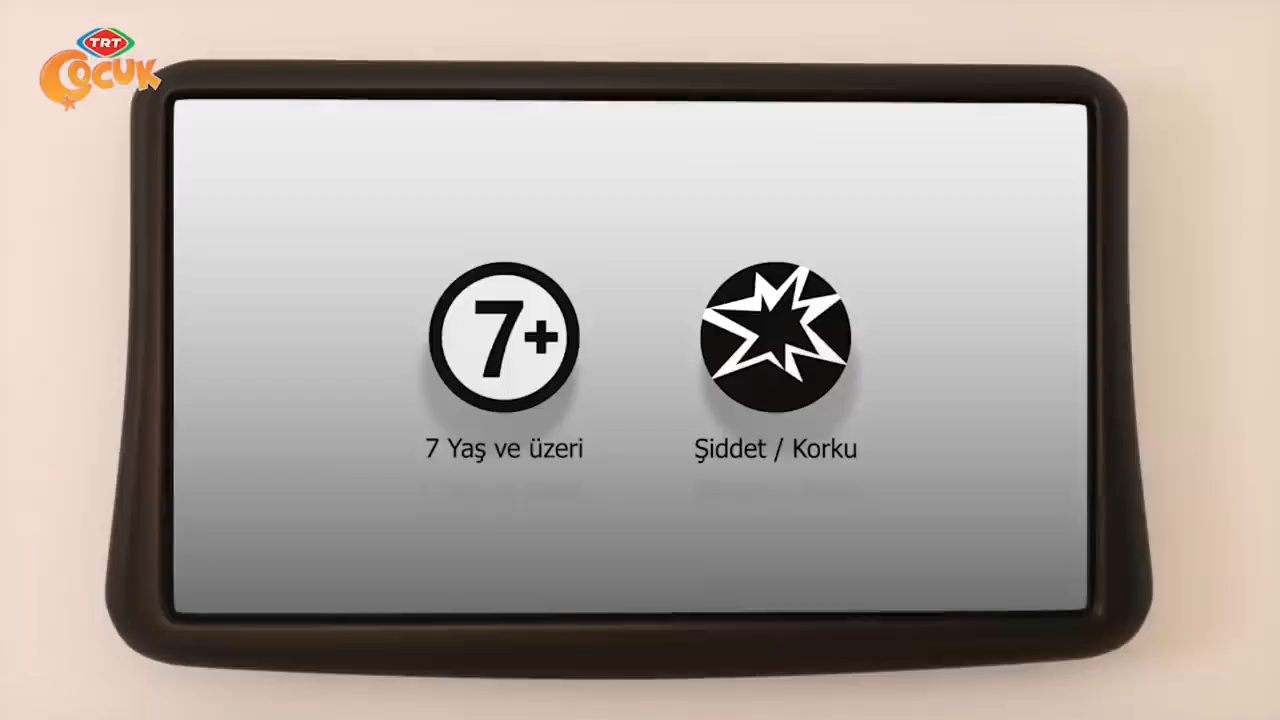 TRT
ÇOCUK
7+
7 Yaş ve üzeri
Şiddet / Korku